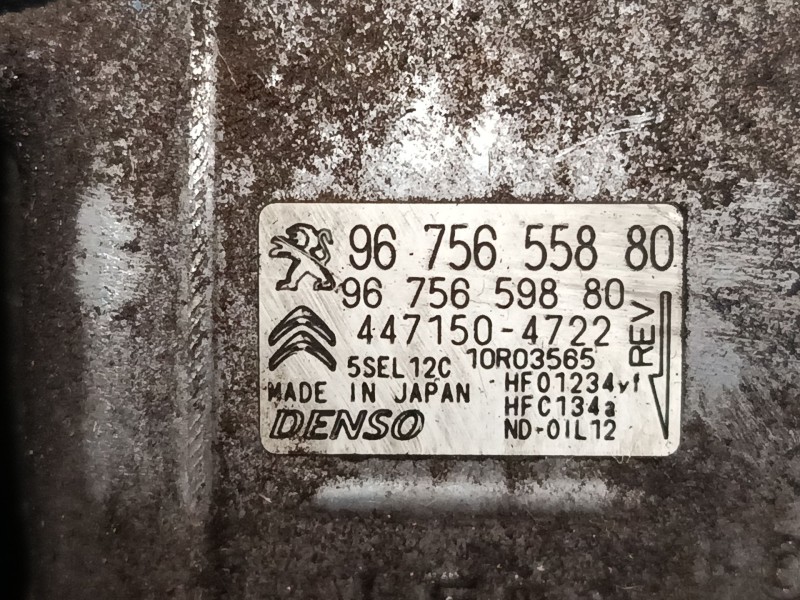 96 756 558 80
96 756 598 80
447150-4722
5SEL12C 10R03565
MADE IN JAPAN HFO1234yf
HFC134a
DENSO ND-OIL12
REV